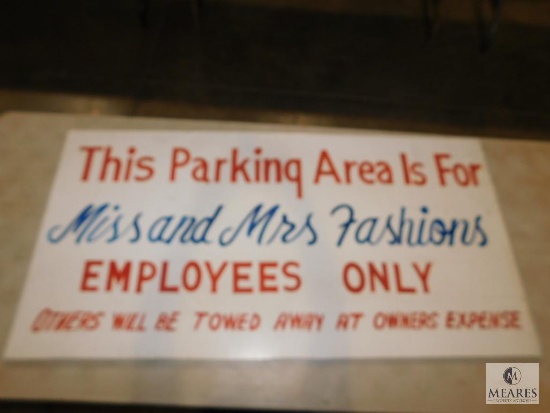 This Parking Area Is For
Miss and Mrs Fashions
EMPLOYEES ONLY
OTHERS WILL BE TOWED AWAY AT OWNERS EXPENSE
MEARES